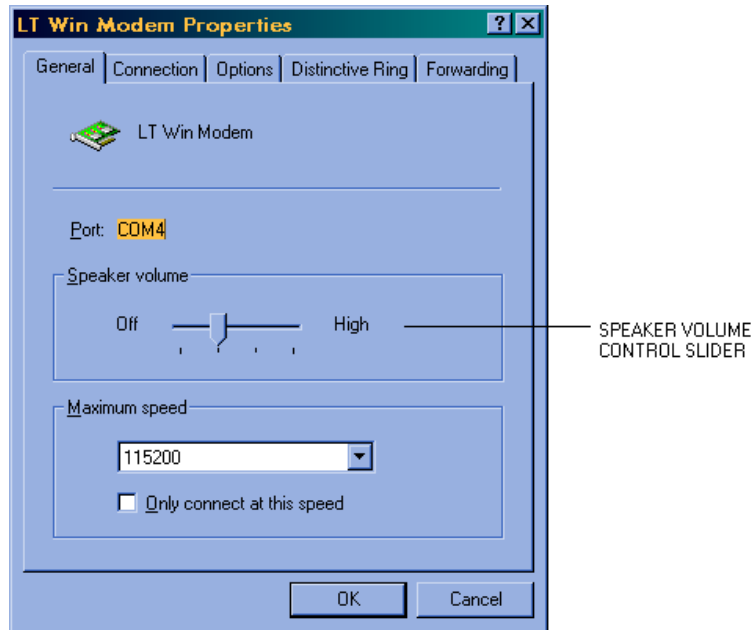 LT Win Modem Properties
General Connection Options Distinctive Ring Forwarding
LT Win Modem
Port: COM4
Speaker volume
Off High
SPEAKER VOLUME
CONTROL SLIDER
Maximum speed
115200
Only connect at this speed
OK Cancel